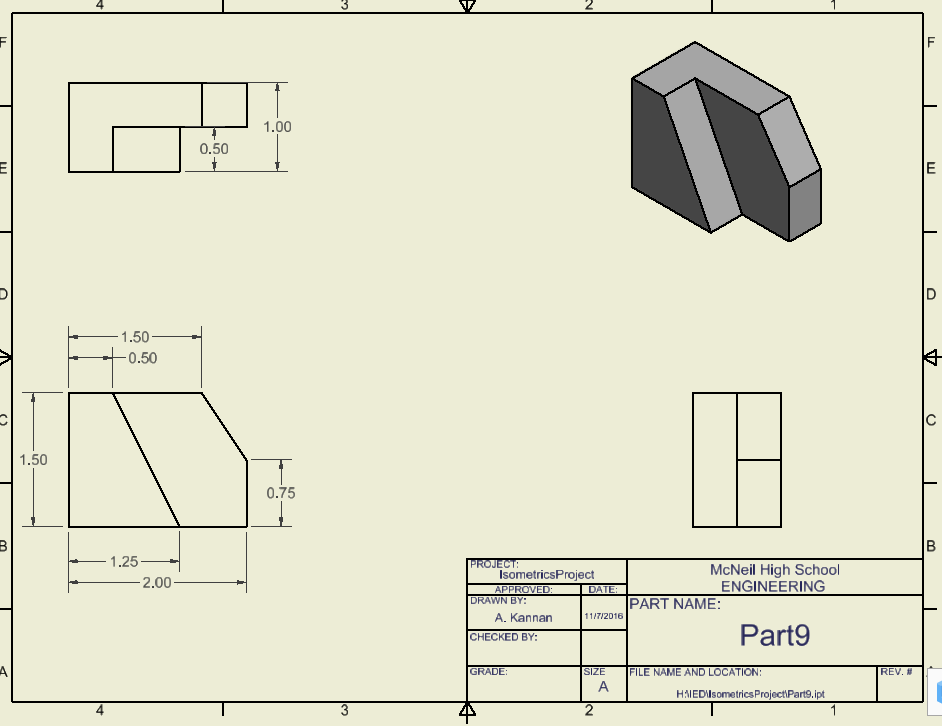 4 3 2 1
F F
1.00
0.50
E E
D D
1.50
0.50
C C
1.50
0.75
B B
1.25
2.00
PROJECT:
IsometricsProject
McNeil High School
ENGINEERING
APPROVED: DATE:
DRAWN BY:
A. Kannan
11/7/2016
PART NAME:
Part9
CHECKED BY:
GRADE:
SIZE
A
FILE NAME AND LOCATION:
H:\IED\IsometricsProject\Part9.ipt
REV. #
A
4 3 2 1